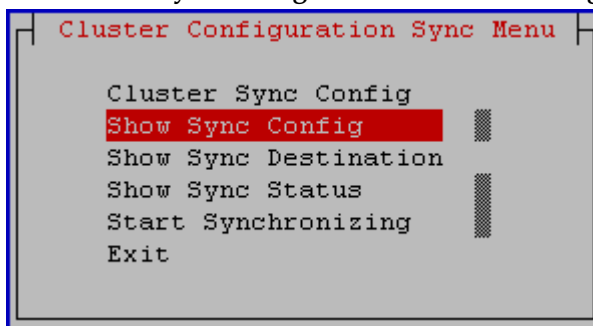 Cluster Configuration Sync Menu
Cluster Sync Config
Show Sync Config
Show Sync Destination
Show Sync Status
Start Synchronizing
Exit